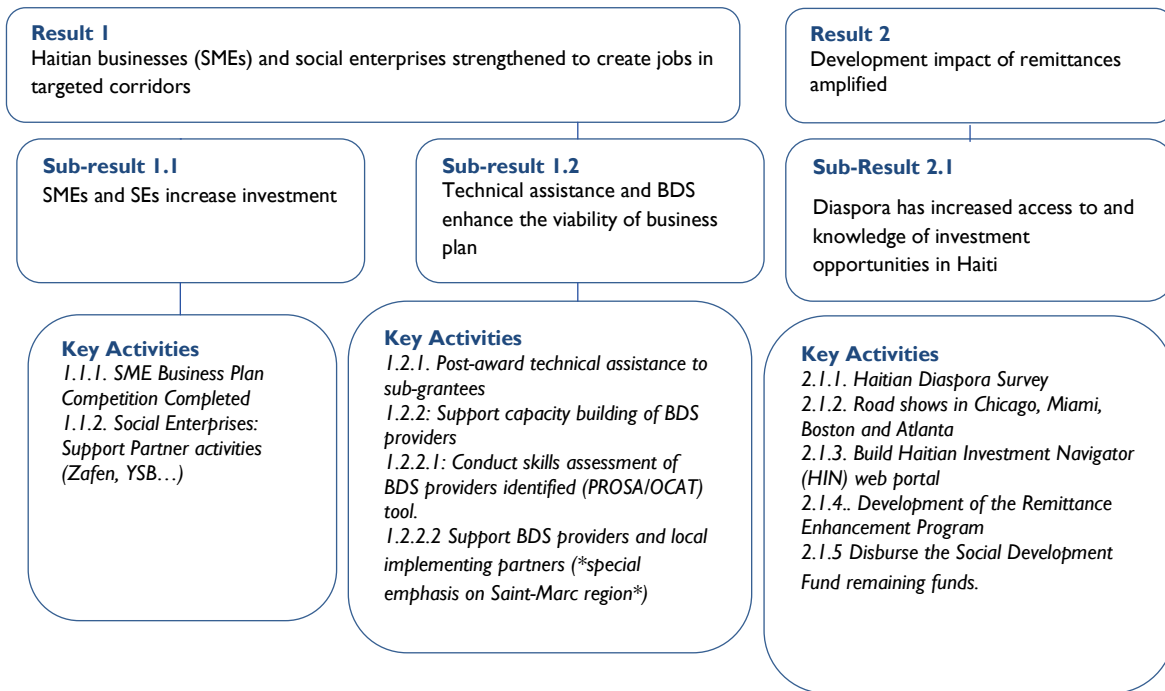 Result 1
Haitian businesses (SMEs) and social enterprises strengthened to create jobs in
targeted corridors
Result 2
Development impact of remittances
amplified
Sub-result 1.1
SMEs and SEs increase investment
Sub-result 1.2
Technical assistance and BDS
enhance the viability of business
plan
Sub-Result 2.1
Diaspora has increased access to and
knowledge of investment
opportunities in Haiti
Key Activities
1.1.1. SME Business Plan
Competition Completed
1.1.2. Social Enterprises:
Support Partner activities
(Zafen, YSB…)
1.2.1. Post-award technical assistance to
sub-grantees
1.2.2: Support capacity building of BDS
providers
1.2.2.1: Conduct skills assessment of
BDS providers identified (PROSA/OCAT)
tool.
1.2.2.2 Support BDS providers and local
implementing partners (*special
emphasis on Saint-Marc region*)
Key Activities
Key Activities
2.1.1. Haitian Diaspora Survey
2.1.2. Road shows in Chicago, Miami,
Boston and Atlanta
2.1.3. Build Haitian Investment Navigator
(HIN) web portal
2.1.4.. Development of the Remittance
Enhancement Program
2.1.5 Disburse the Social Development
Fund remaining funds.